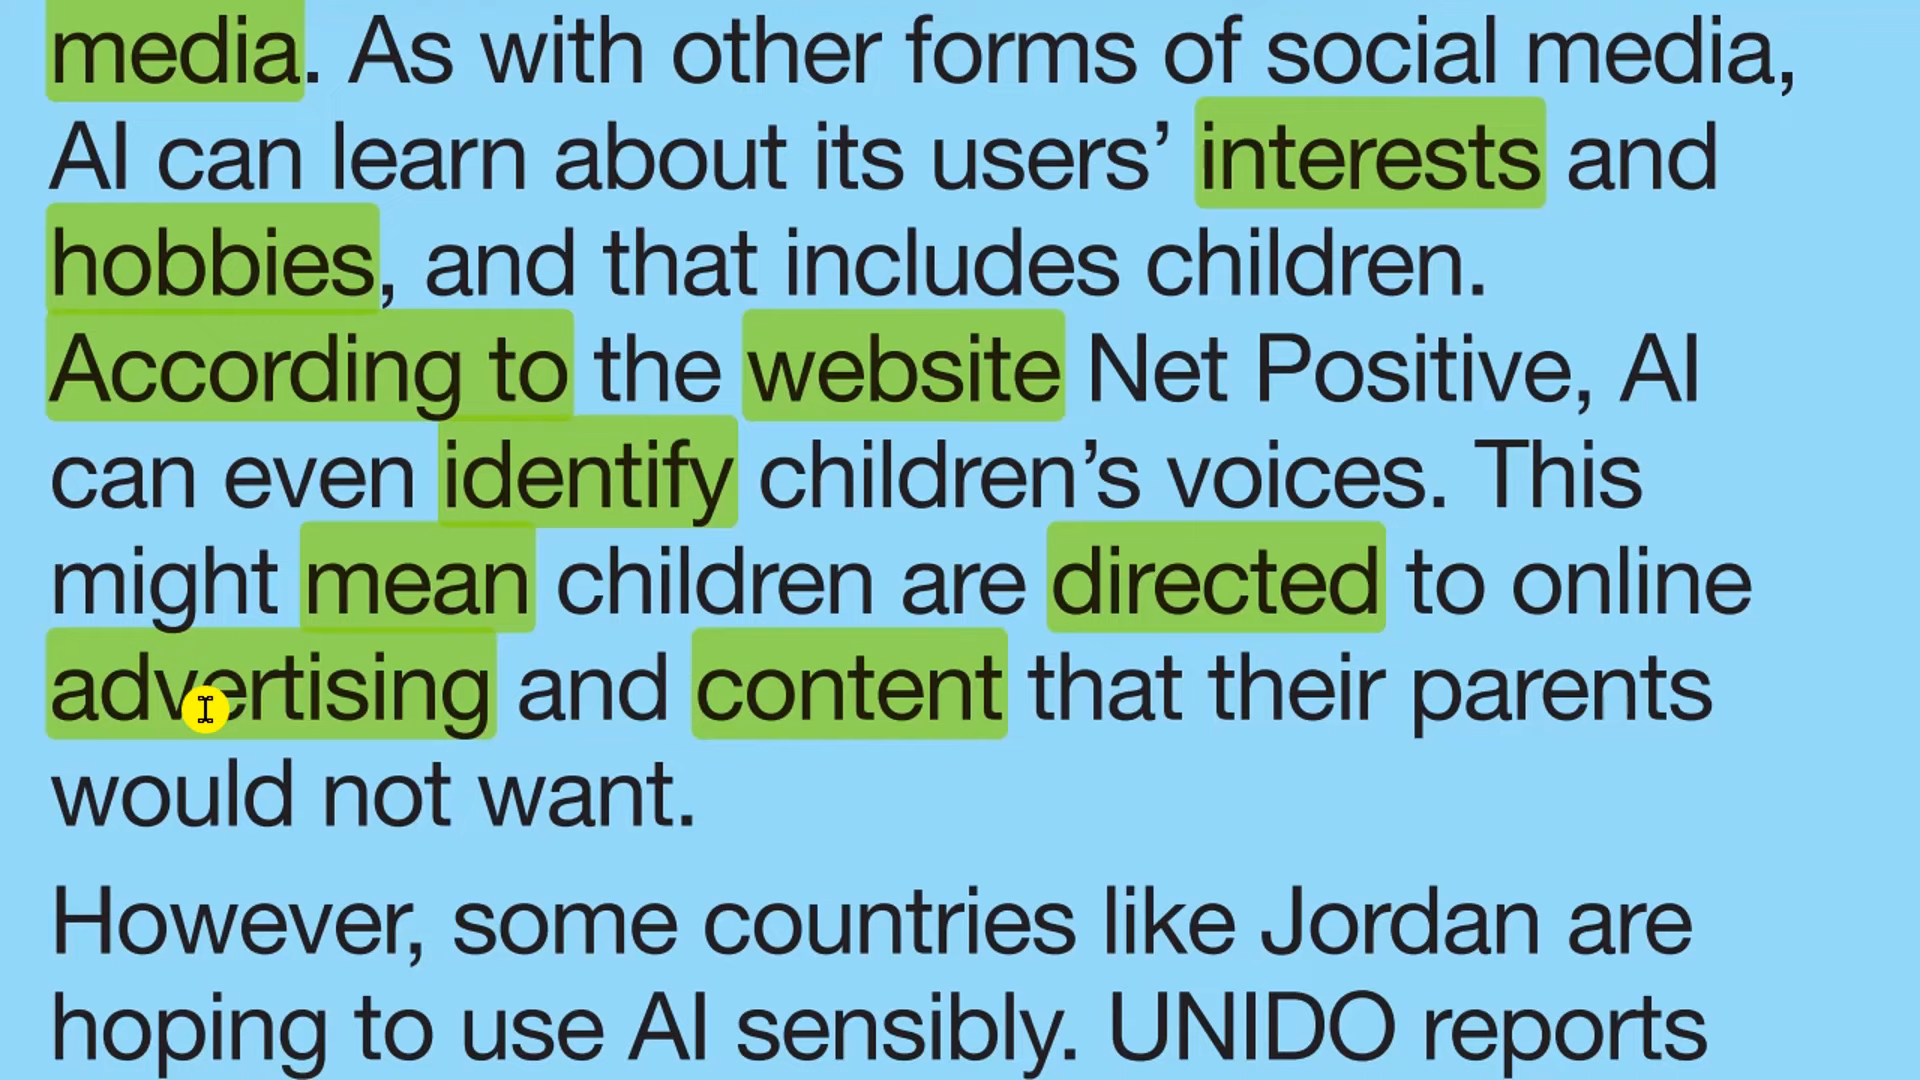 media. As with other forms of social media,
AI can learn about its users’ interests and
hobbies, and that includes children.
According to the website Net Positive, AI
can even identify children’s voices. This
might mean children are directed to online
advertising and content that their parents
would not want.
However, some countries like Jordan are
hoping to use AI sensibly. UNIDO reports